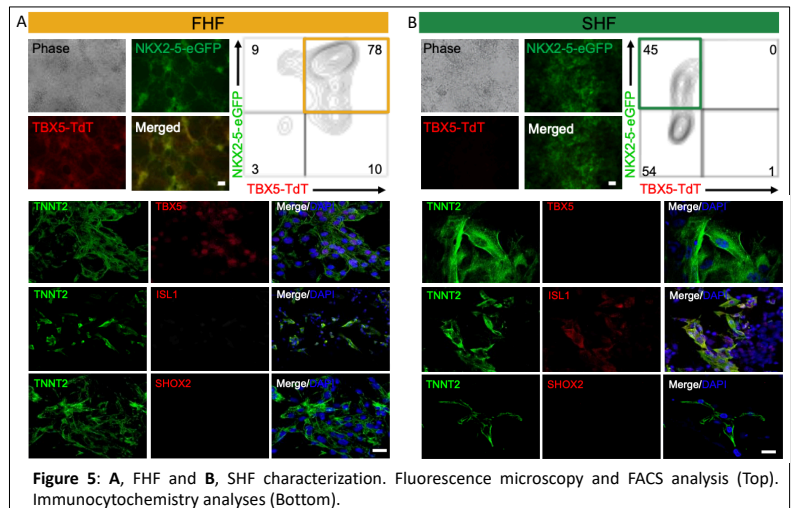 A
FHF
Phase
NKX2-5-eGFP
TBX5-TdT
Merged
NKX2-5-eGFP
9
78
3
10
TBX5-TdT
TNNT2
TBX5
Merge/DAPI
TNNT2
ISL1
Merge/DAPI
TNNT2
SHOX2
Merge/DAPI
B
SHF
Phase
NKX2-5-eGFP
TBX5-TdT
Merged
NKX2-5-eGFP
45
0
54
1
TBX5-TdT
TNNT2
TBX5
Merge/DAPI
TNNT2
ISL1
Merge/DAPI
TNNT2
SHOX2
Merge/DAPI
Figure 5: A, FHF and B, SHF characterization. Fluorescence microscopy and FACS analysis (Top).
Immunocytochemistry analyses (Bottom).